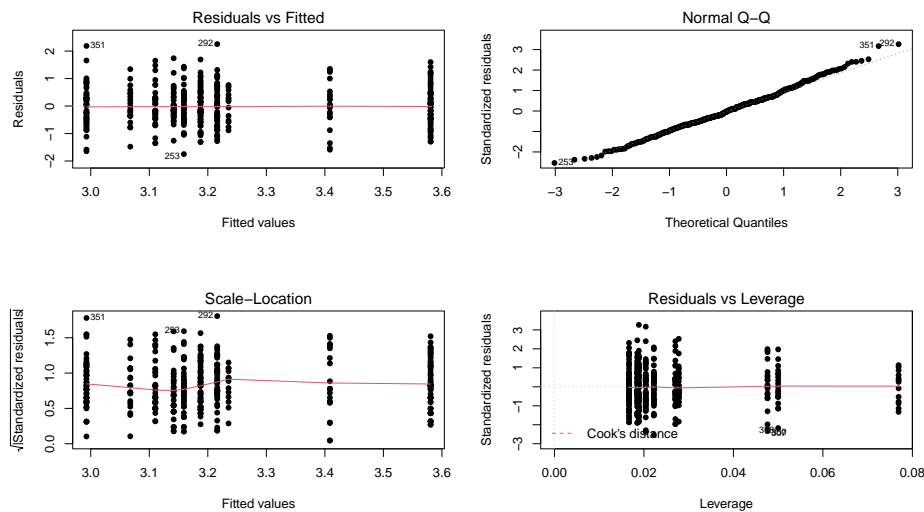 Residuals vs Fitted
Residuals
2
1
0
−1
−2
351
292
253
3.0 3.1 3.2 3.3 3.4 3.5 3.6
Fitted values
Normal Q−Q
Standardized residuals
3
2
1
0
−2
351
292
253
−3 −2 −1 0 1 2 3
Theoretical Quantiles
Scale−Location
√|Standardized residuals|
1.5
1.0
0.5
0.0
351
253
292
3.0 3.1 3.2 3.3 3.4 3.5 3.6
Fitted values
Residuals vs Leverage
Standardized residuals
3
1
−1
−3
Cook's distance
0.00 0.02 0.04 0.06 0.08
Leverage